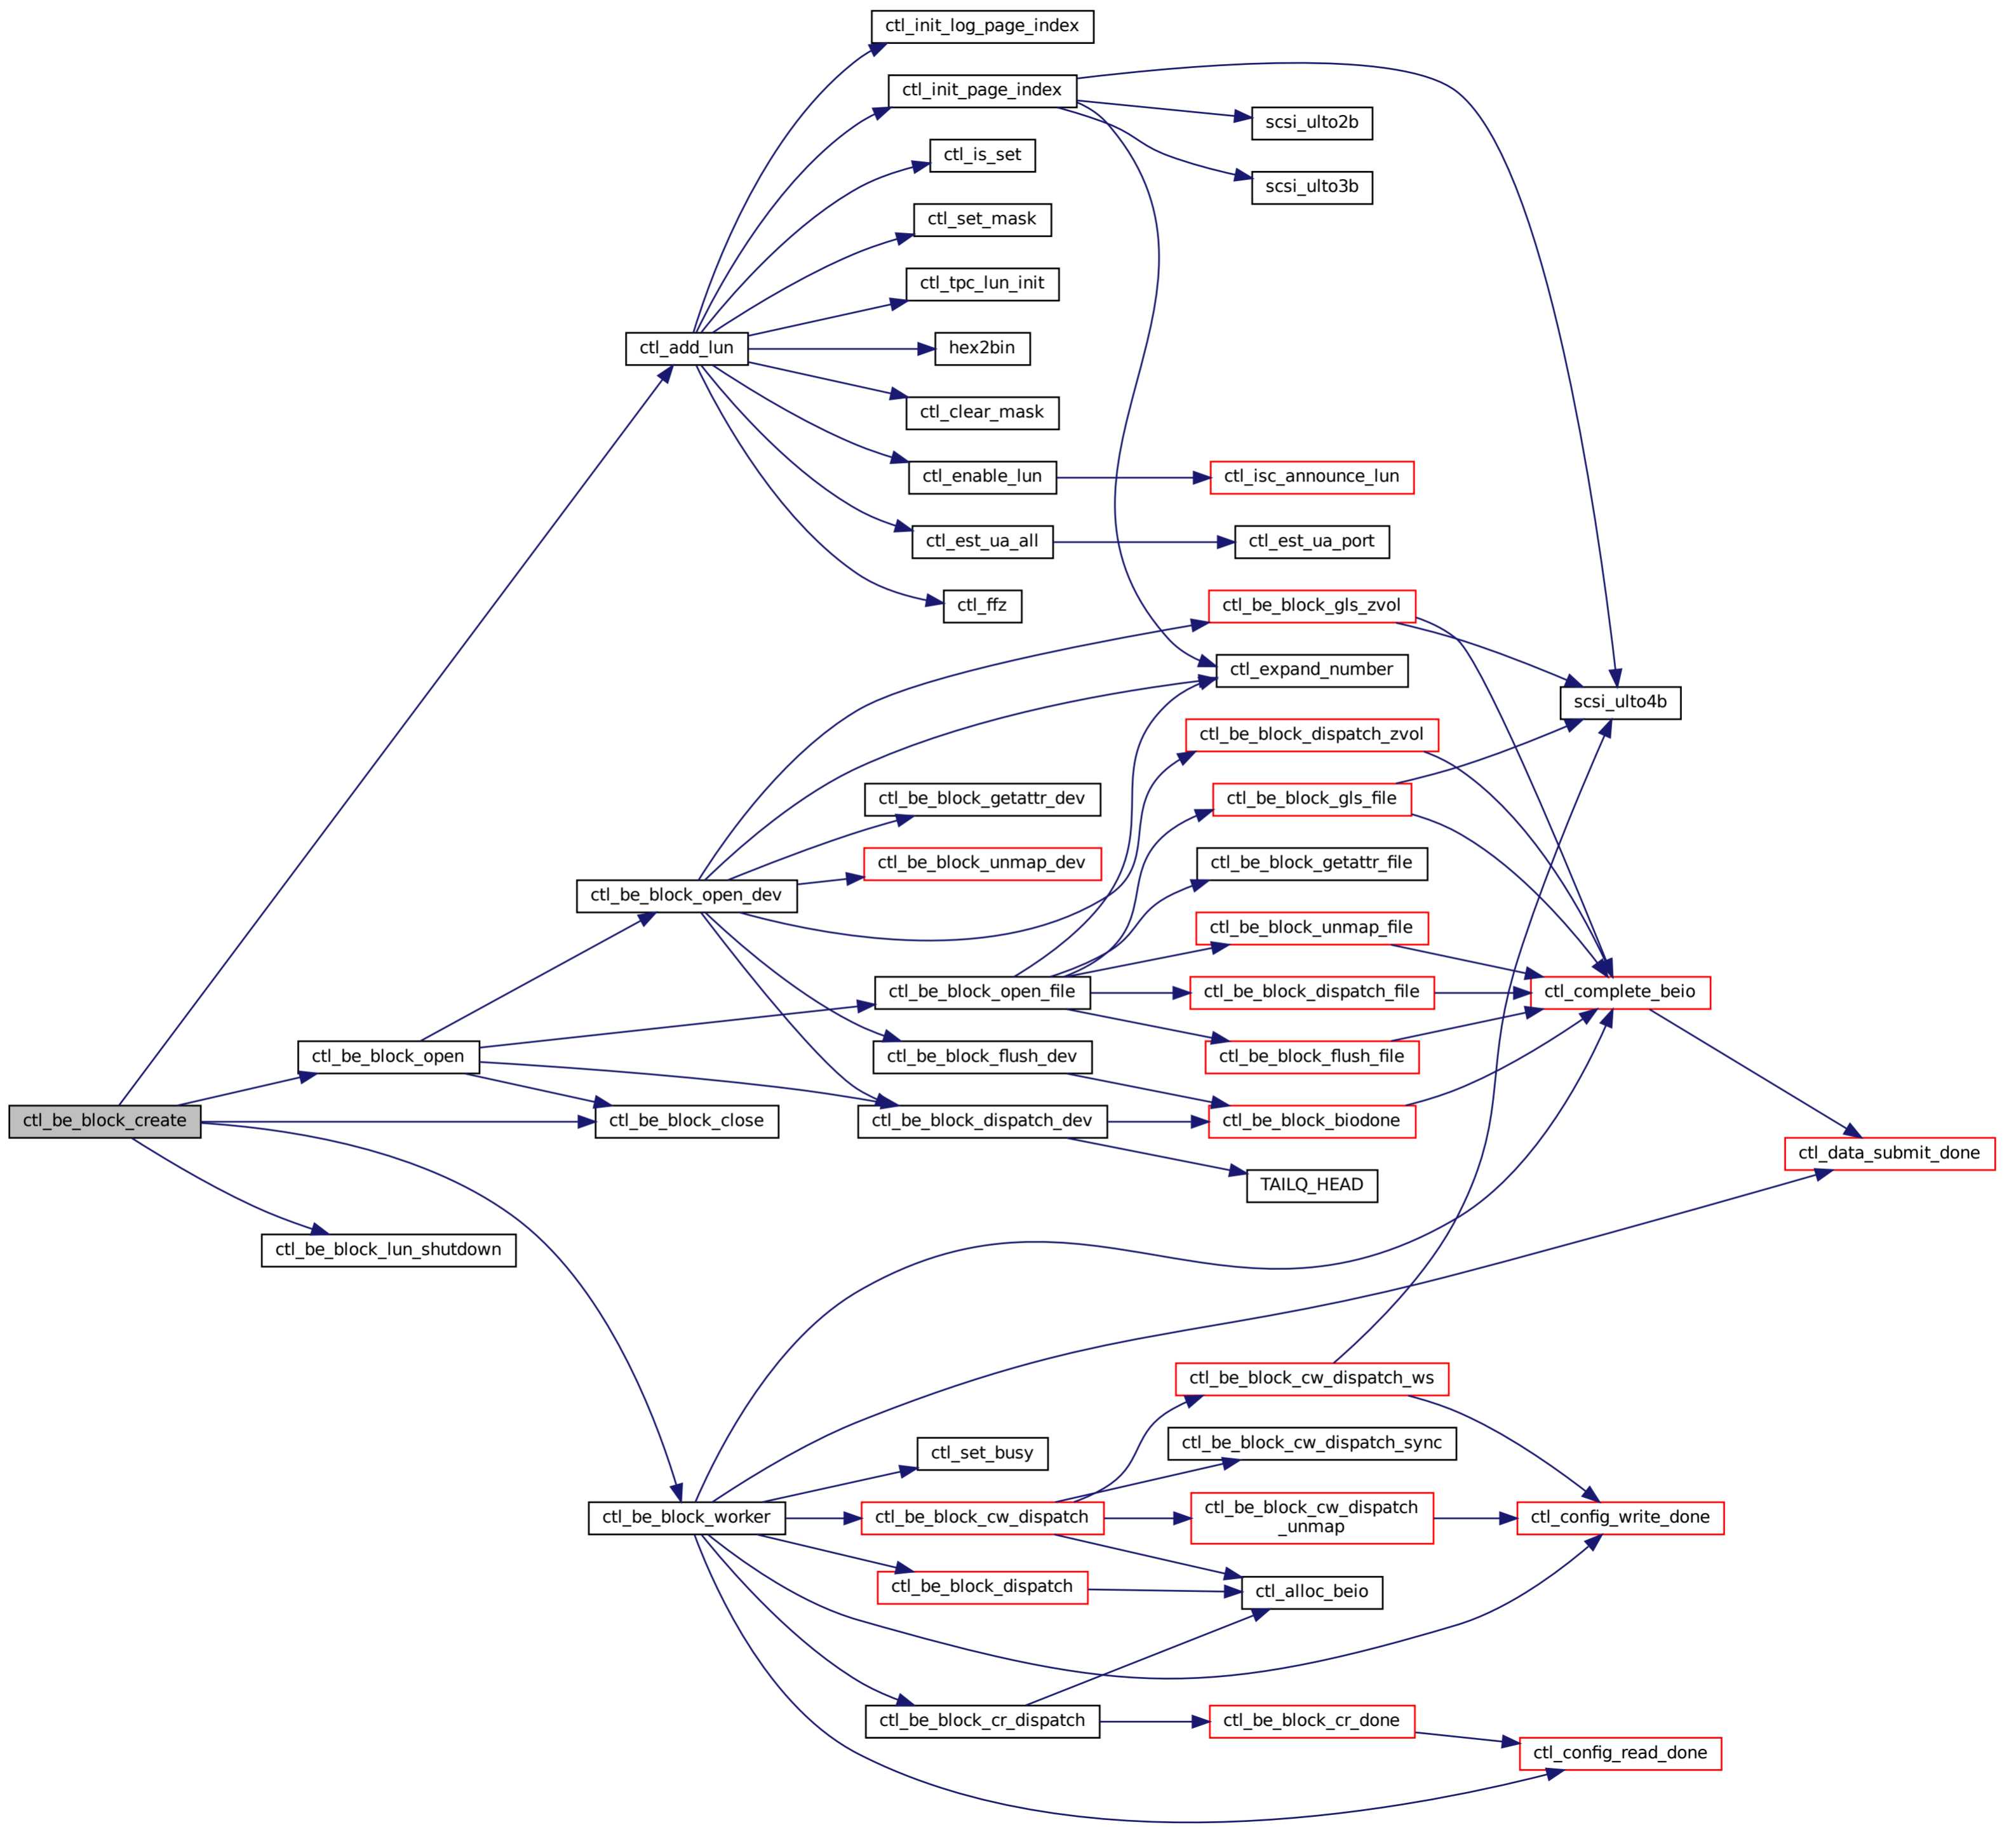 ctl_init_log_page_index
ctl_init_page_index
scsi_ulto2b
ctl_is_set
scsi_ulto3b
ctl_set_mask
ctl_tpc_lun_init
ctl_add_lun
hex2bin
ctl_clear_mask
ctl_enable_lun
ctl_isc_announce_lun
ctl_est_ua_all
ctl_est_ua_port
ctl_ffz
ctl_be_block_gls_zvol
ctl_expand_number
scsi_ulto4b
ctl_be_block_dispatch_zvol
ctl_be_block_getattr_dev
ctl_be_block_gls_file
ctl_be_block_unmap_dev
ctl_be_block_getattr_file
ctl_be_block_open_dev
ctl_be_block_unmap_file
ctl_be_block_open_file
ctl_be_block_dispatch_file
ctl_complete_beio
ctl_be_block_open
ctl_be_block_flush_dev
ctl_be_block_flush_file
ctl_be_block_create
ctl_be_block_close
ctl_be_block_dispatch_dev
ctl_be_block_biodone
ctl_data_submit_done
TAILQ_HEAD
ctl_be_block_lun_shutdown
ctl_be_block_cw_dispatch_ws
ctl_set_busy
ctl_be_block_cw_dispatch_sync
ctl_be_block_worker
ctl_be_block_cw_dispatch
ctl_be_block_cw_dispatch
_unmap
ctl_config_write_done
ctl_be_block_dispatch
ctl_alloc_beio
ctl_be_block_cr_dispatch
ctl_be_block_cr_done
ctl_config_read_done